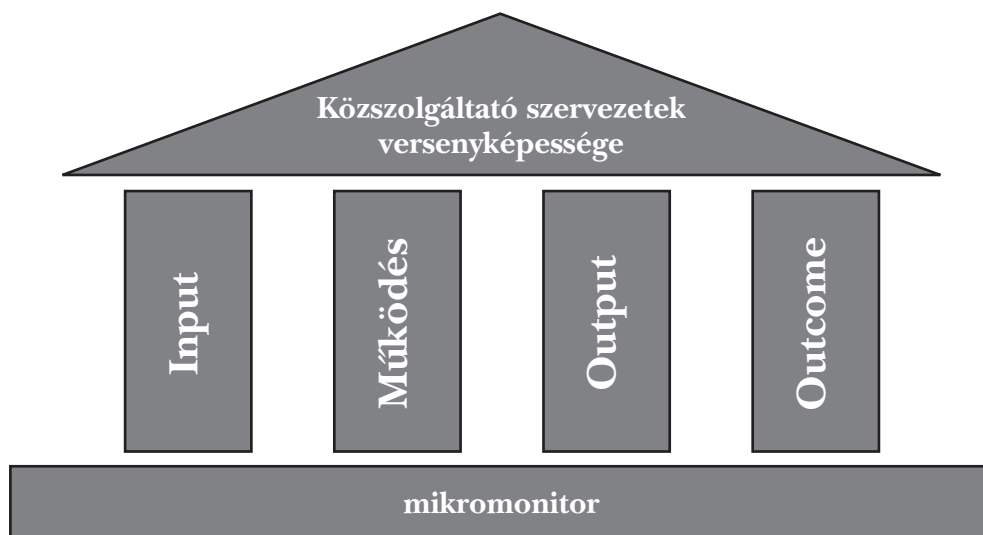 Közszolgáltató szervezetek
versenyképessége
Input
Működés
Output
Outcome
mikromonitor